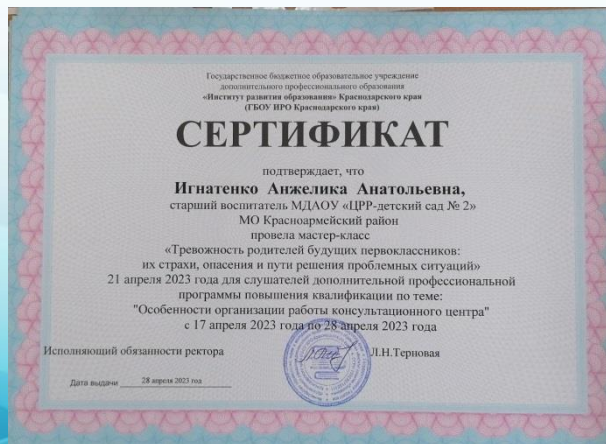 Государственное бюджетное образовательное учреждение
дополнительного профессионального образования
«Институт развития образования» Краснодарского края
(ГБОУ ИРО Краснодарского края)
СЕРТИФИКАТ
подтверждает, что
Игнатенко Анжелика Анатольевна,
старший воспитатель МДАОУ «ЦРР-детский сад № 2»
МО Красноармейский район
провела мастер-класс
«Тревожность родителей будущих первоклассников:
их страхи, опасения и пути решения проблемных ситуаций»
21 апреля 2023 года для слушателей дополнительной профессиональной
программы повышения квалификации по теме:
"Особенности организации работы консультационного центра"
с 17 апреля 2023 года по 28 апреля 2023 года
Исполняющий обязанности ректора Л.Н.Терновая
Дата выдачи 28 апреля 2023 год